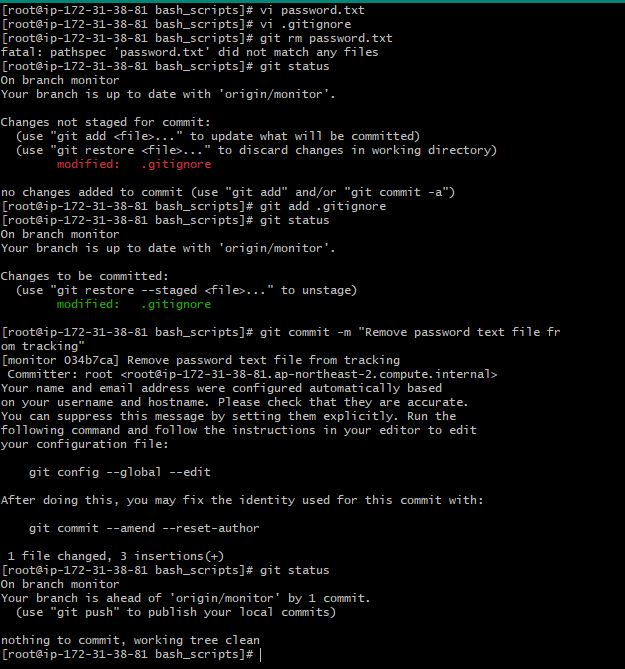 [root@ip-172-31-38-81 bash_scripts]# vi password.txt
[root@ip-172-31-38-81 bash_scripts]# vi .gitignore
[root@ip-172-31-38-81 bash_scripts]# git rm password.txt
fatal: pathspec 'password.txt' did not match any files
[root@ip-172-31-38-81 bash_scripts]# git status
On branch monitor
Your branch is up to date with 'origin/monitor'.

Changes not staged for commit:
  (use "git add <file>..." to update what will be committed)
  (use "git restore <file>..." to discard changes in working directory)
        modified:   .gitignore

no changes added to commit (use "git add" and/or "git commit -a")
[root@ip-172-31-38-81 bash_scripts]# git add .gitignore
[root@ip-172-31-38-81 bash_scripts]# git status
On branch monitor
Your branch is up to date with 'origin/monitor'.

Changes to be committed:
  (use "git restore --staged <file>..." to unstage)
        modified:   .gitignore

[root@ip-172-31-38-81 bash_scripts]# git commit -m "Remove password text file fr
om tracking"
[monitor 034b7ca] Remove password text file from tracking
 Committer: root <root@ip-172-31-38-81.ap-northeast-2.compute.internal>
Your name and email address were configured automatically based
on your username and hostname. Please check that they are accurate.
You can suppress this message by setting them explicitly. Run the
following command and follow the instructions in your editor to edit
your configuration file:

    git config --global --edit

After doing this, you may fix the identity used for this commit with:

    git commit --amend --reset-author

 1 file changed, 3 insertions(+)
[root@ip-172-31-38-81 bash_scripts]# git status
On branch monitor
Your branch is ahead of 'origin/monitor' by 1 commit.
  (use "git push" to publish your local commits)

nothing to commit, working tree clean
[root@ip-172-31-38-81 bash_scripts]#